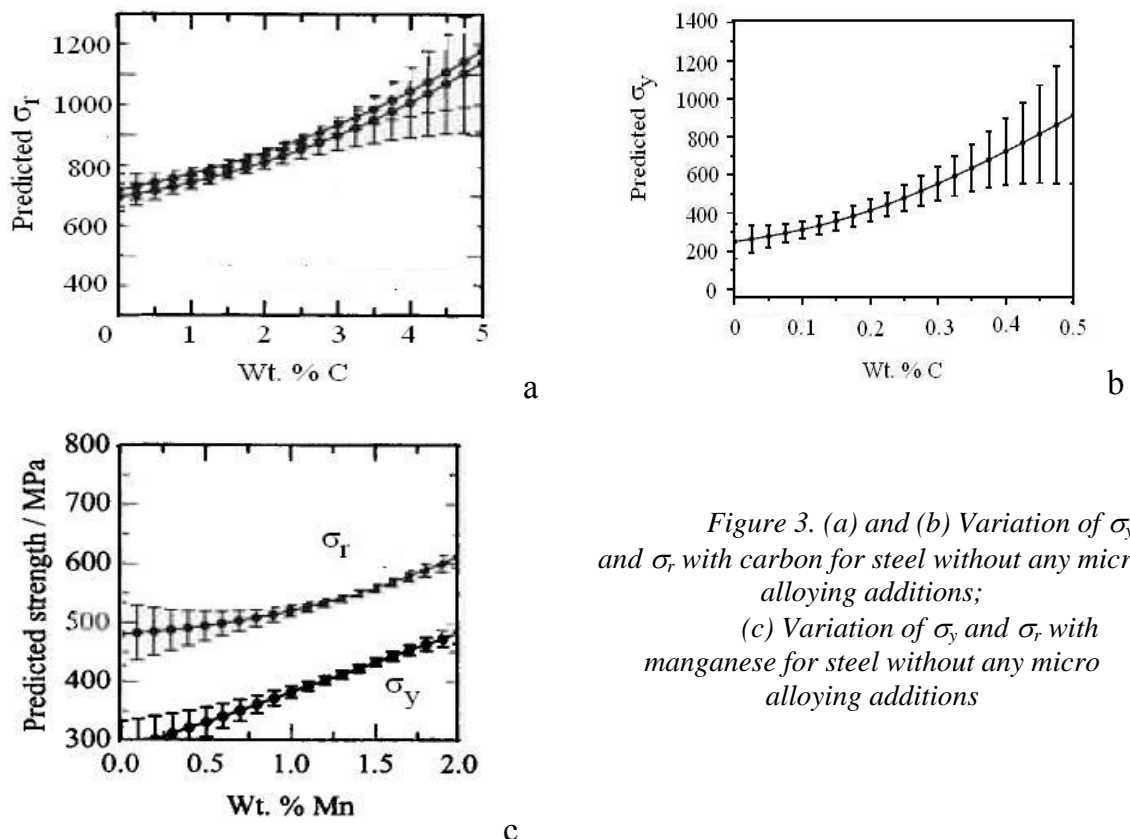 1200
1000
800
600
400
Predicted σr
0 1 2 3 4 5
Wt. % C
a
1400
1200
1000
800
600
400
200
0
Predicted σy
0 0.1 0.2 0.3 0.4 0.5
Wt. % C
b
800
700
600
500
400
300
Predicted strength / MPa
σr
σy
0.0 0.5 1.0 1.5 2.0
Wt. % Mn
c
Figure 3. (a) and (b) Variation of σy
and σr with carbon for steel without any micr
alloying additions;
(c) Variation of σy and σr with
manganese for steel without any micro
alloying additions